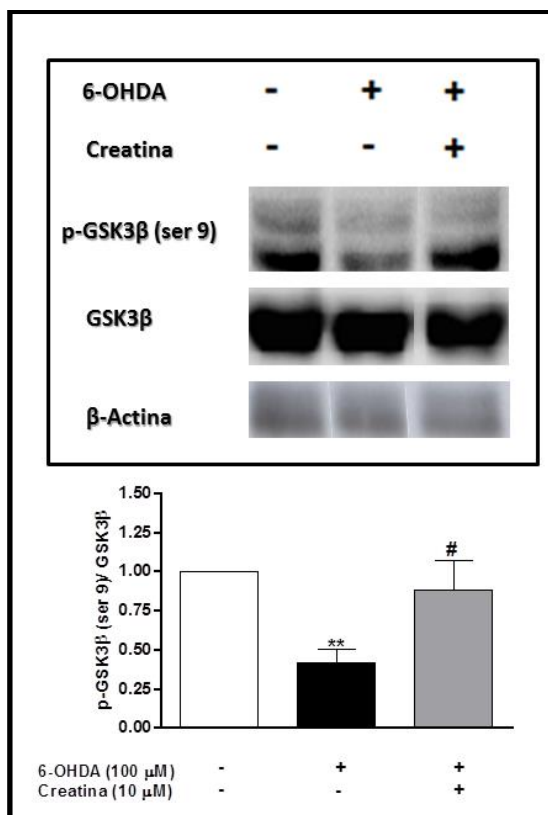 6-OHDA - + +
Creatina - - +
p-GSK3β (ser 9)
GSK3β
β-Actina
p-GSK3β (ser 9)/ GSK3β
1.50
1.25
1.00
0.75
0.50
0.25
0.00
**
#
6-OHDA (100 μM) - + +
Creatina (10 μM) - - +